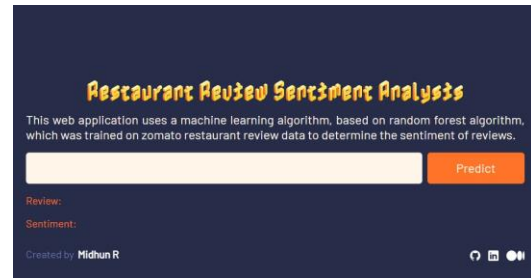 Restaurant Review Sentiment Analysis
This web application uses a machine learning algorithm, based on random forest algorithm,
which was trained on zomato restaurant review data to determine the sentiment of reviews.
Predict
Review:
Sentiment:
Created by Midhun R